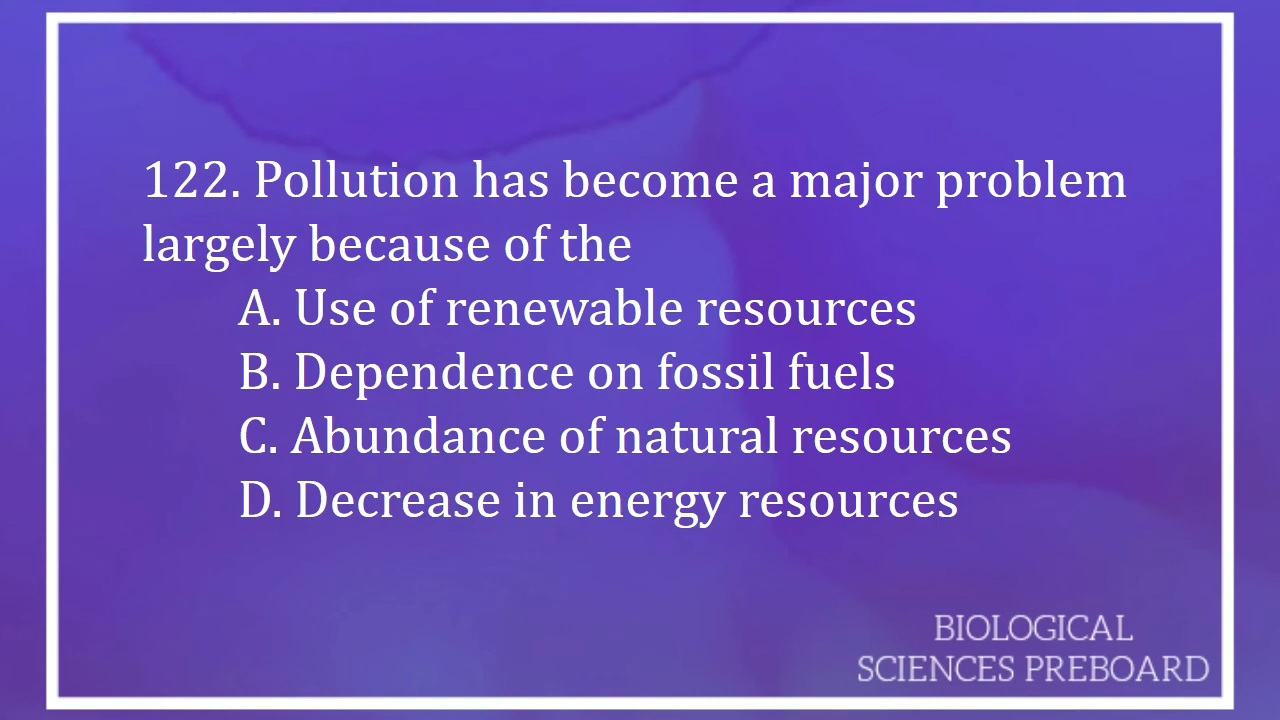 122. Pollution has become a major problem
largely because of the
A. Use of renewable resources
B. Dependence on fossil fuels
C. Abundance of natural resources
D. Decrease in energy resources
BIOLOGICAL
SCIENCES PREBOARD